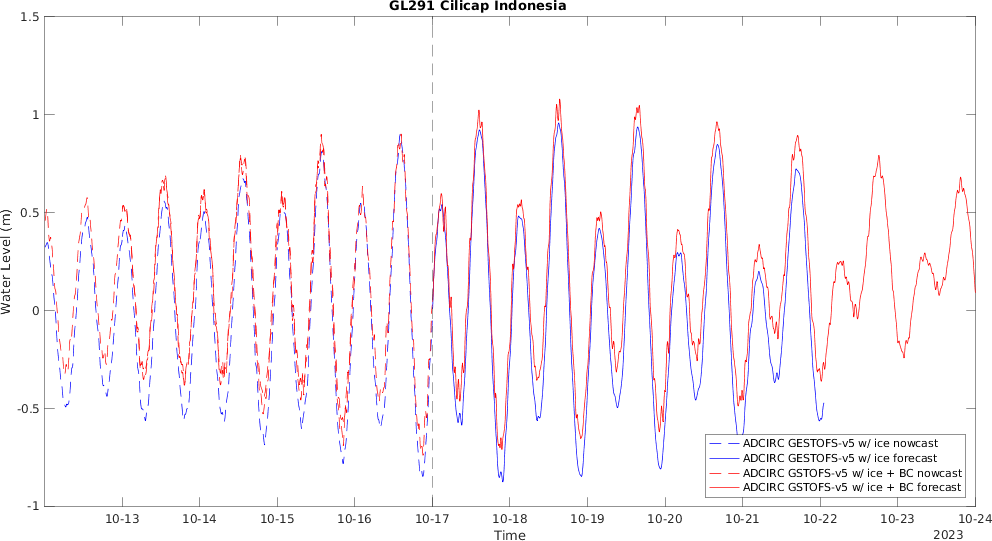 GL291 Cilicap Indonesia
1.5
1
0.5
0
-0.5
-1
Water Level (m)
10-13 10-14 10-15 10-16 10-17 10-18 10-19 10-20 10-21 10-22 10-23 10-24
Time
2023
ADCIRC GESTOFS-v5 w/ ice nowcast
ADCIRC GESTOFS-v5 w/ ice forecast
ADCIRC GSTOFS-v5 w/ ice + BC nowcast
ADCIRC GSTOFS-v5 w/ ice + BC forecast